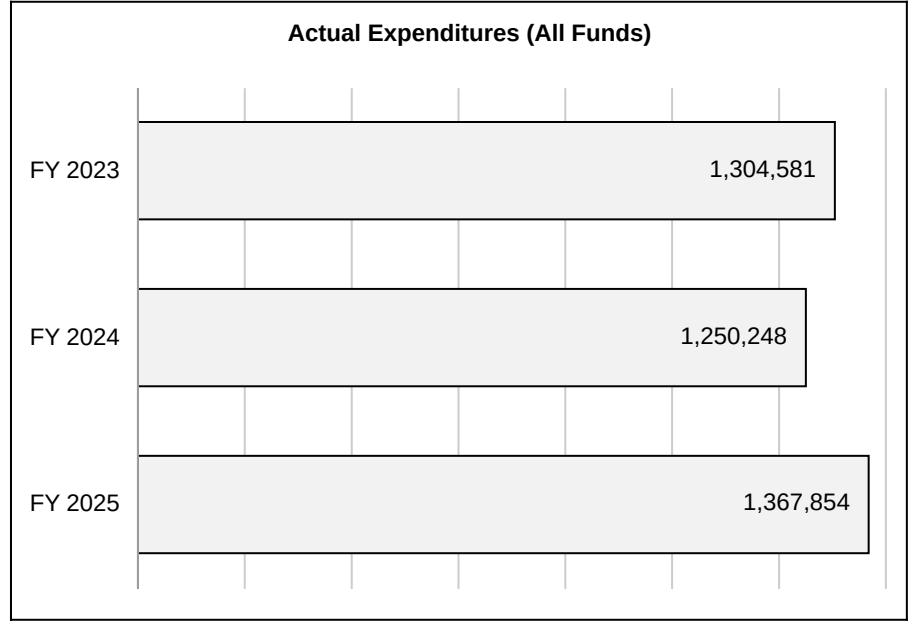 Actual Expenditures (All Funds)
FY 2023
1,304,581
FY 2024
1,250,248
FY 2025
1,367,854